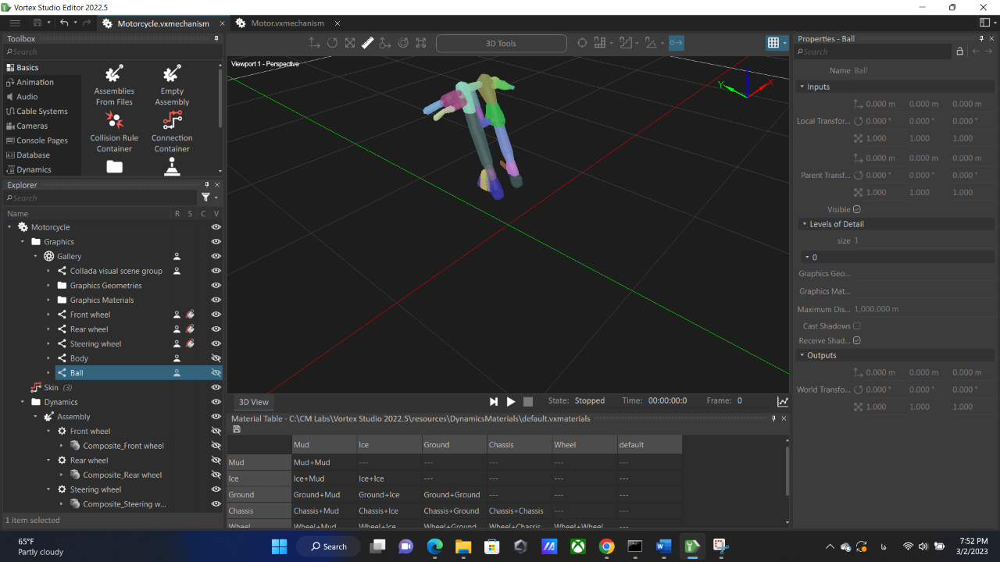 Vortex Studio Editor 2022.5
Motorcycle.vxmechanism
Motor.vxmechanism
Toolbox
Search
Basics
Animation
Audio
Cable Systems
Cameras
Console Pages
Database
Dynamics
Assemblies
From Files
Empty
Assembly
Collision Rule
Container
Connection
Container
Explorer
Search
Name R S C V
Motorcycle
Graphics
Gallery
Collada visual scene group
Graphics Geometries
Graphics Materials
Front wheel
Rear wheel
Steering wheel
Body
Ball
Skin (3)
Dynamics
Assembly
Front wheel
Composite_Front wheel
Rear wheel
Composite_Rear wheel
Steering wheel
Composite_Steering w...
1 item selected
3D Tools
Viewport 1 - Perspective
Y X
3D View
State: Stopped Time: 00:00:00:0 Frame: 0
Material Table - C:\CM Labs\Vortex Studio 2022.5\resources\DynamicsMaterials\default.vxmaterials
Mud Ice Ground Chassis Wheel default
Mud Mud+Mud --- --- --- --- ---
Ice Ice+Mud Ice+Ice --- --- --- ---
Ground Ground+Mud Ground+Ice Ground+Ground --- --- ---
Chassis Chassis+Mud Chassis+Ice Chassis+Ground Chassis+Chassis --- ---
Wheel Wheel+Mud Wheel+Ice Wheel+Ground Wheel+Chassis Wheel+Wheel ---
Properties - Ball
Search
Name Ball
Inputs
0.000 m 0.000 m 0.000 m
Local Transfor... 0.000 ° 0.000 ° 0.000 °
1.000 1.000 1.000
0.000 m 0.000 m 0.000 m
Parent Transf... 0.000 ° 0.000 ° 0.000 °
1.000 1.000 1.000
Visible
Levels of Detail
size 1
0
Graphics Geo...
Graphics Mat...
Maximum Dis... 1,000.000 m
Cast Shadows
Receive Shad...
Outputs
0.000 m 0.000 m 0.000 m
World Transfo... 0.000 ° 0.000 ° 0.000 °
1.000 1.000 1.000
65°F
Partly cloudy
Search
7:52 PM
3/2/2023